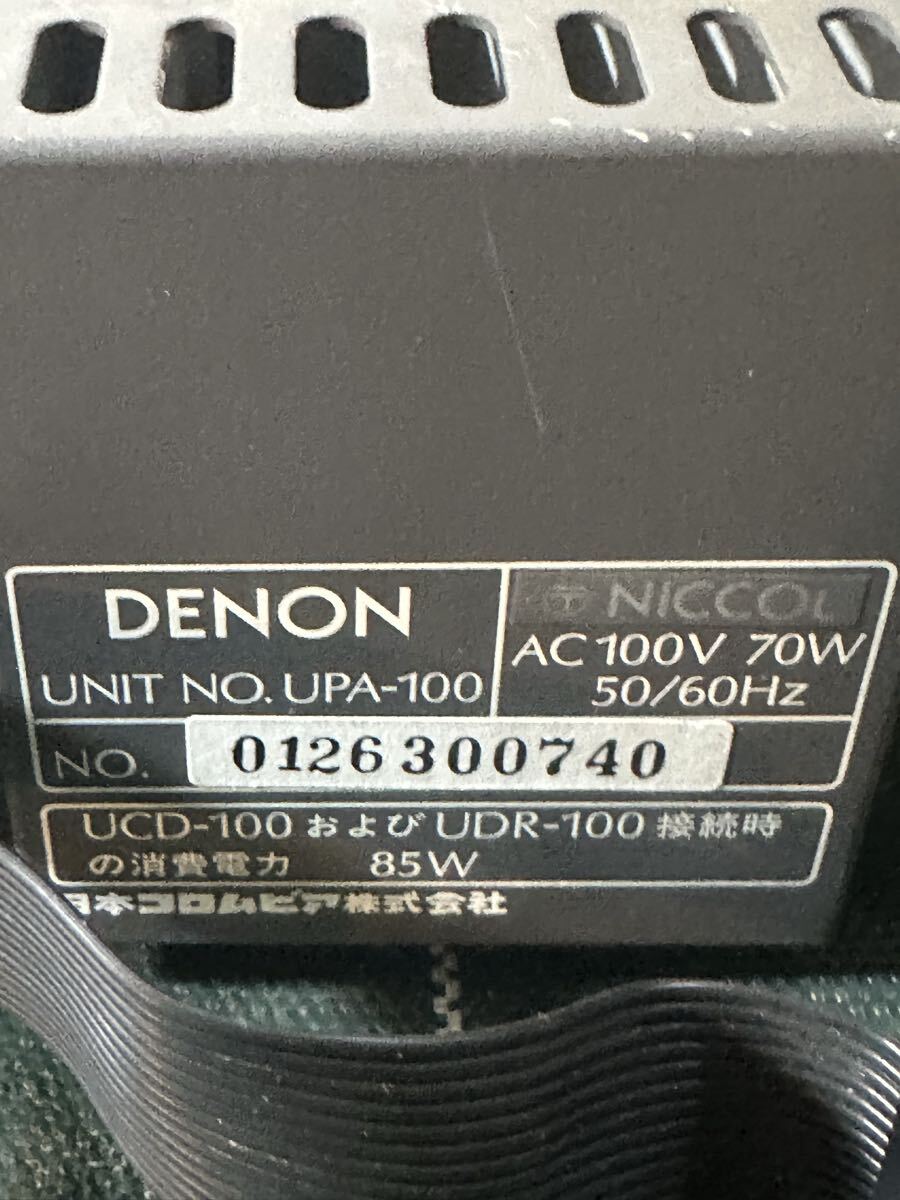 DENON
UNIT NO. UPA-100
〒 NICCOL
AC 100V 70W
50/60Hz
NO. 0126300740
UCD-100 および UDR-100 接続時
の消費電力 85W
日本コロムビア株式会社